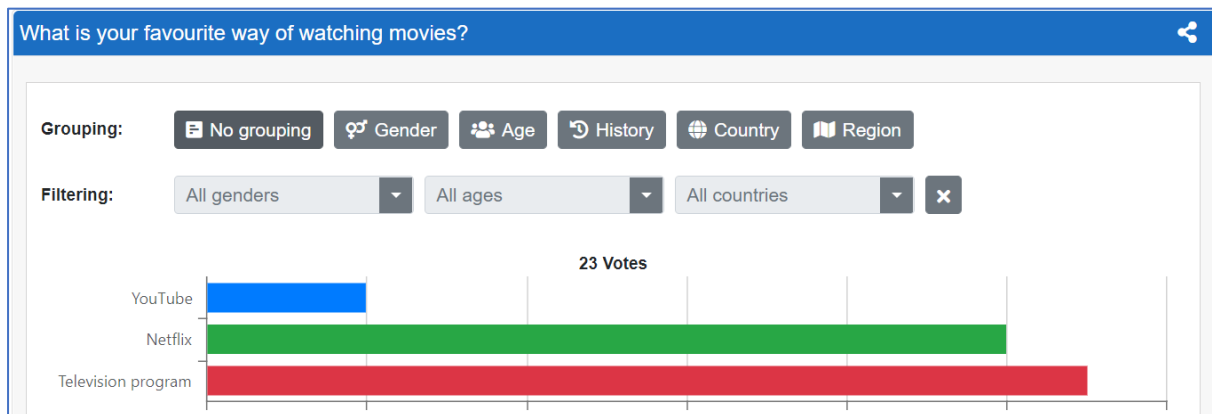 What is your favourite way of watching movies?
Grouping: No grouping Gender Age History Country Region
Filtering: All genders All ages All countries
23 Votes
YouTube
Netflix
Television program